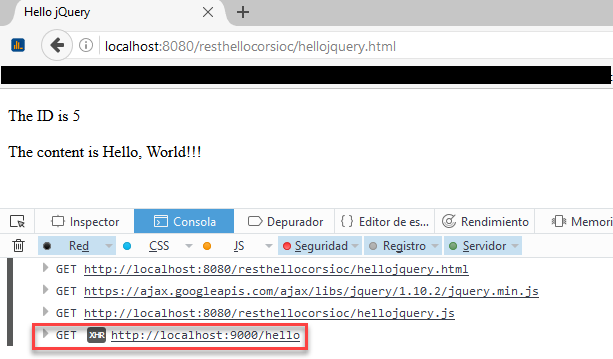 Hello jQuery
localhost:8080/resthellocorsioc/hellojquery.html
The ID is 5
The content is Hello, World!!!
Inspector Consola Depurador { } Editor de es... Rendimiento Memori
Red CSS JS Seguridad Registro Servidor
GET http://localhost:8080/resthellocorsioc/hellojquery.html
GET https://ajax.googleapis.com/ajax/libs/jquery/1.10.2/jquery.min.js
GET http://localhost:8080/resthellocorsioc/hellojquery.js
GET XHR http://localhost:9000/hello